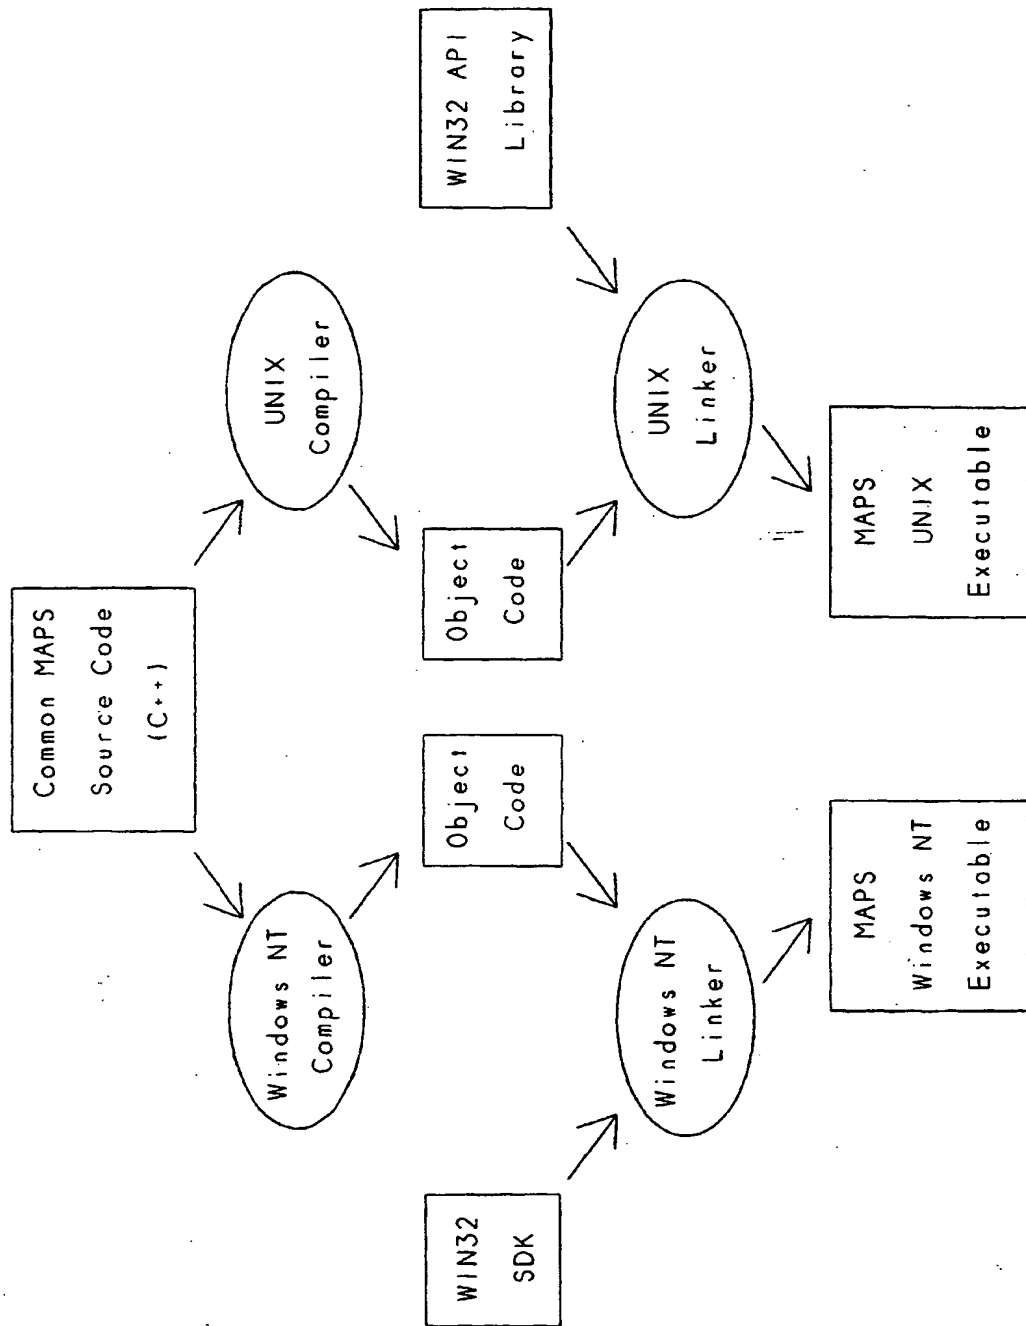 Common MAPS
Source Code
(C++)
Windows NT
Compiler
UNIX
Compiler
WIN32
SDK
Object
Code
Object
Code
WIN32 API
Library
Windows NT
Linker
UNIX
Linker
MAPS
Windows NT
Executable
MAPS
UNIX
Executable